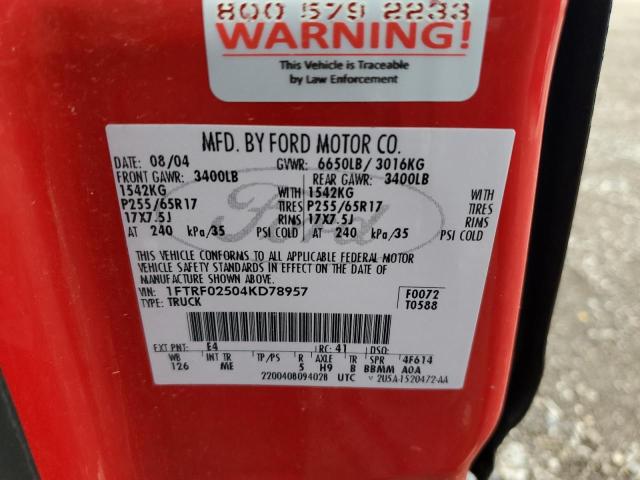 800 579 2233
WARNING!
This Vehicle is Traceable
by Law Enforcement
MFD. BY FORD MOTOR CO.
DATE: 08/04 GVWR: 6650LB/ 3016KG
FRONT GAWR: 3400LB REAR GAWR: 3400LB
1542KG WITH 1542KG WITH
P255/65R17 TIRES P255/65R17 TIRES
17X7.5J RIMS 17X7.5J RIMS
AT 240 kPa/35 PSI COLD AT 240 kPa/35 PSI COLD
Ford
THIS VEHICLE CONFORMS TO ALL APPLICABLE FEDERAL MOTOR
VEHICLE SAFETY STANDARDS IN EFFECT ON THE DATE OF
MANUFACTURE SHOWN ABOVE.
VIN: 1FTRF02504KD78957 F0072
TYPE: TRUCK T0588
EXT PNT: E4 RC: 41 DSO:
WB INT TR TP/PS R AXLE TR SPR 4F614
126 ME 5 H9 B BBMM A0A
220040809402B UTC 2U5A-1520472-AA